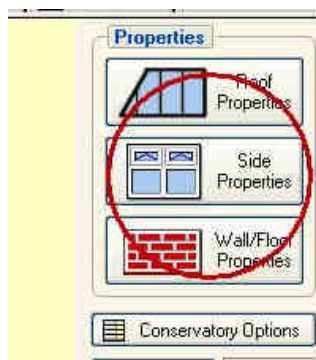 Properties
Roof
Properties
Side
Properties
Wall/Floor
Properties
Conservatory Options